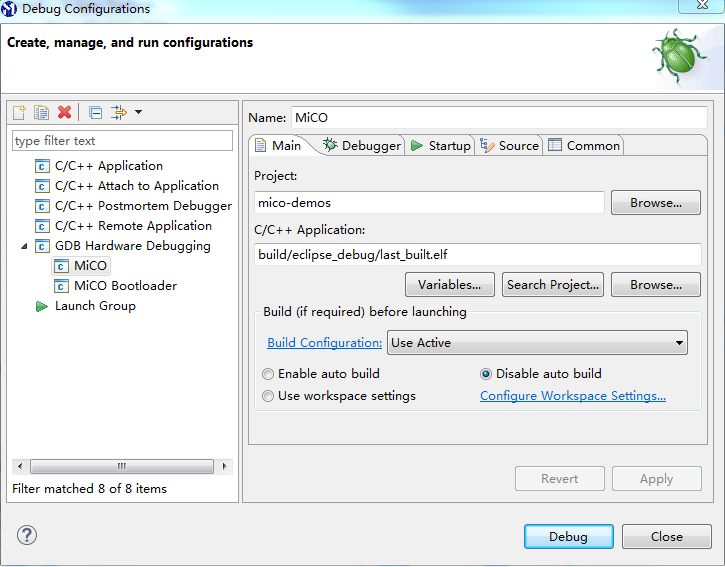 Debug Configurations
Create, manage, and run configurations
type filter text
C/C++ Application
C/C++ Attach to Application
C/C++ Postmortem Debugger
C/C++ Remote Application
GDB Hardware Debugging
MiCO
MiCO Bootloader
Launch Group
Filter matched 8 of 8 items
Name: MiCO
Main Debugger Startup Source Common
Project:
mico-demos Browse...
C/C++ Application:
build/eclipse_debug/last_built.elf
Variables... Search Project... Browse...
Build (if required) before launching
Build Configuration: Use Active
Enable auto build Disable auto build
Use workspace settings Configure Workspace Settings...
Revert Apply
Debug Close